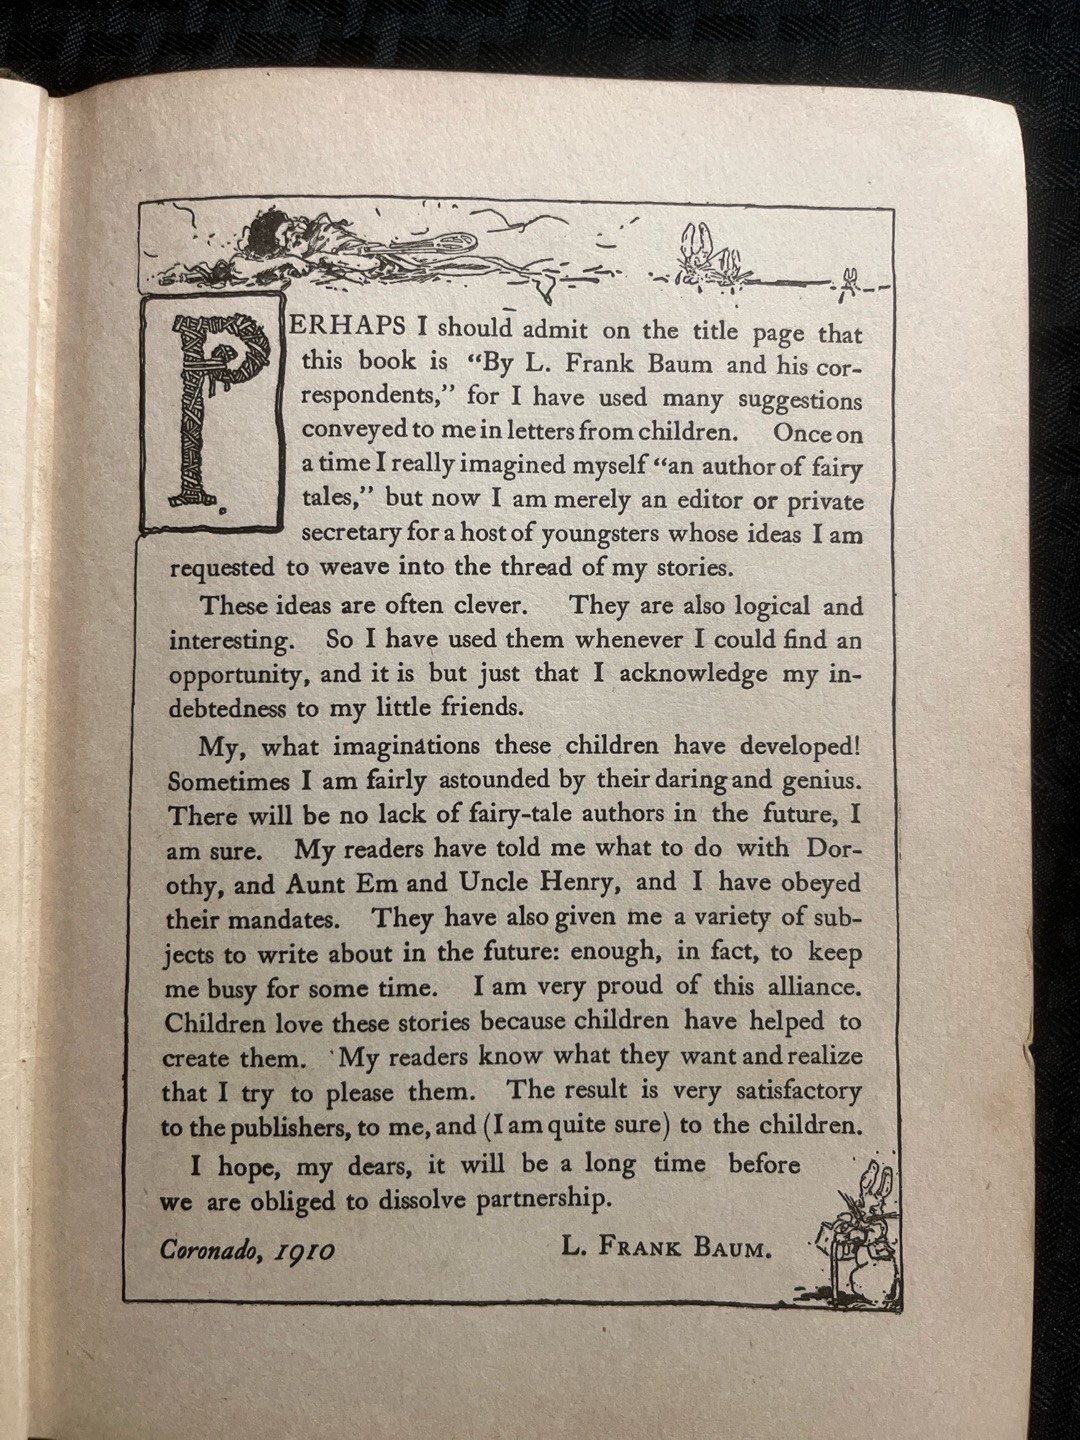 PERHAPS I should admit on the title page that
this book is “By L. Frank Baum and his cor-
respondents,” for I have used many suggestions
conveyed to me in letters from children. Once on
a time I really imagined myself “an author of fairy
tales,” but now I am merely an editor or private
secretary for a host of youngsters whose ideas I am
requested to weave into the thread of my stories.
These ideas are often clever. They are also logical and
interesting. So I have used them whenever I could find an
opportunity, and it is but just that I acknowledge my in-
debtedness to my little friends.
My, what imaginations these children have developed!
Sometimes I am fairly astounded by their daring and genius.
There will be no lack of fairy-tale authors in the future, I
am sure. My readers have told me what to do with Dor-
othy, and Aunt Em and Uncle Henry, and I have obeyed
their mandates. They have also given me a variety of sub-
jects to write about in the future: enough, in fact, to keep
me busy for some time. I am very proud of this alliance.
Children love these stories because children have helped to
create them. My readers know what they want and realize
that I try to please them. The result is very satisfactory
to the publishers, to me, and (I am quite sure) to the children.
I hope, my dears, it will be a long time before
we are obliged to dissolve partnership.
Coronado, 1910 L. FRANK BAUM.